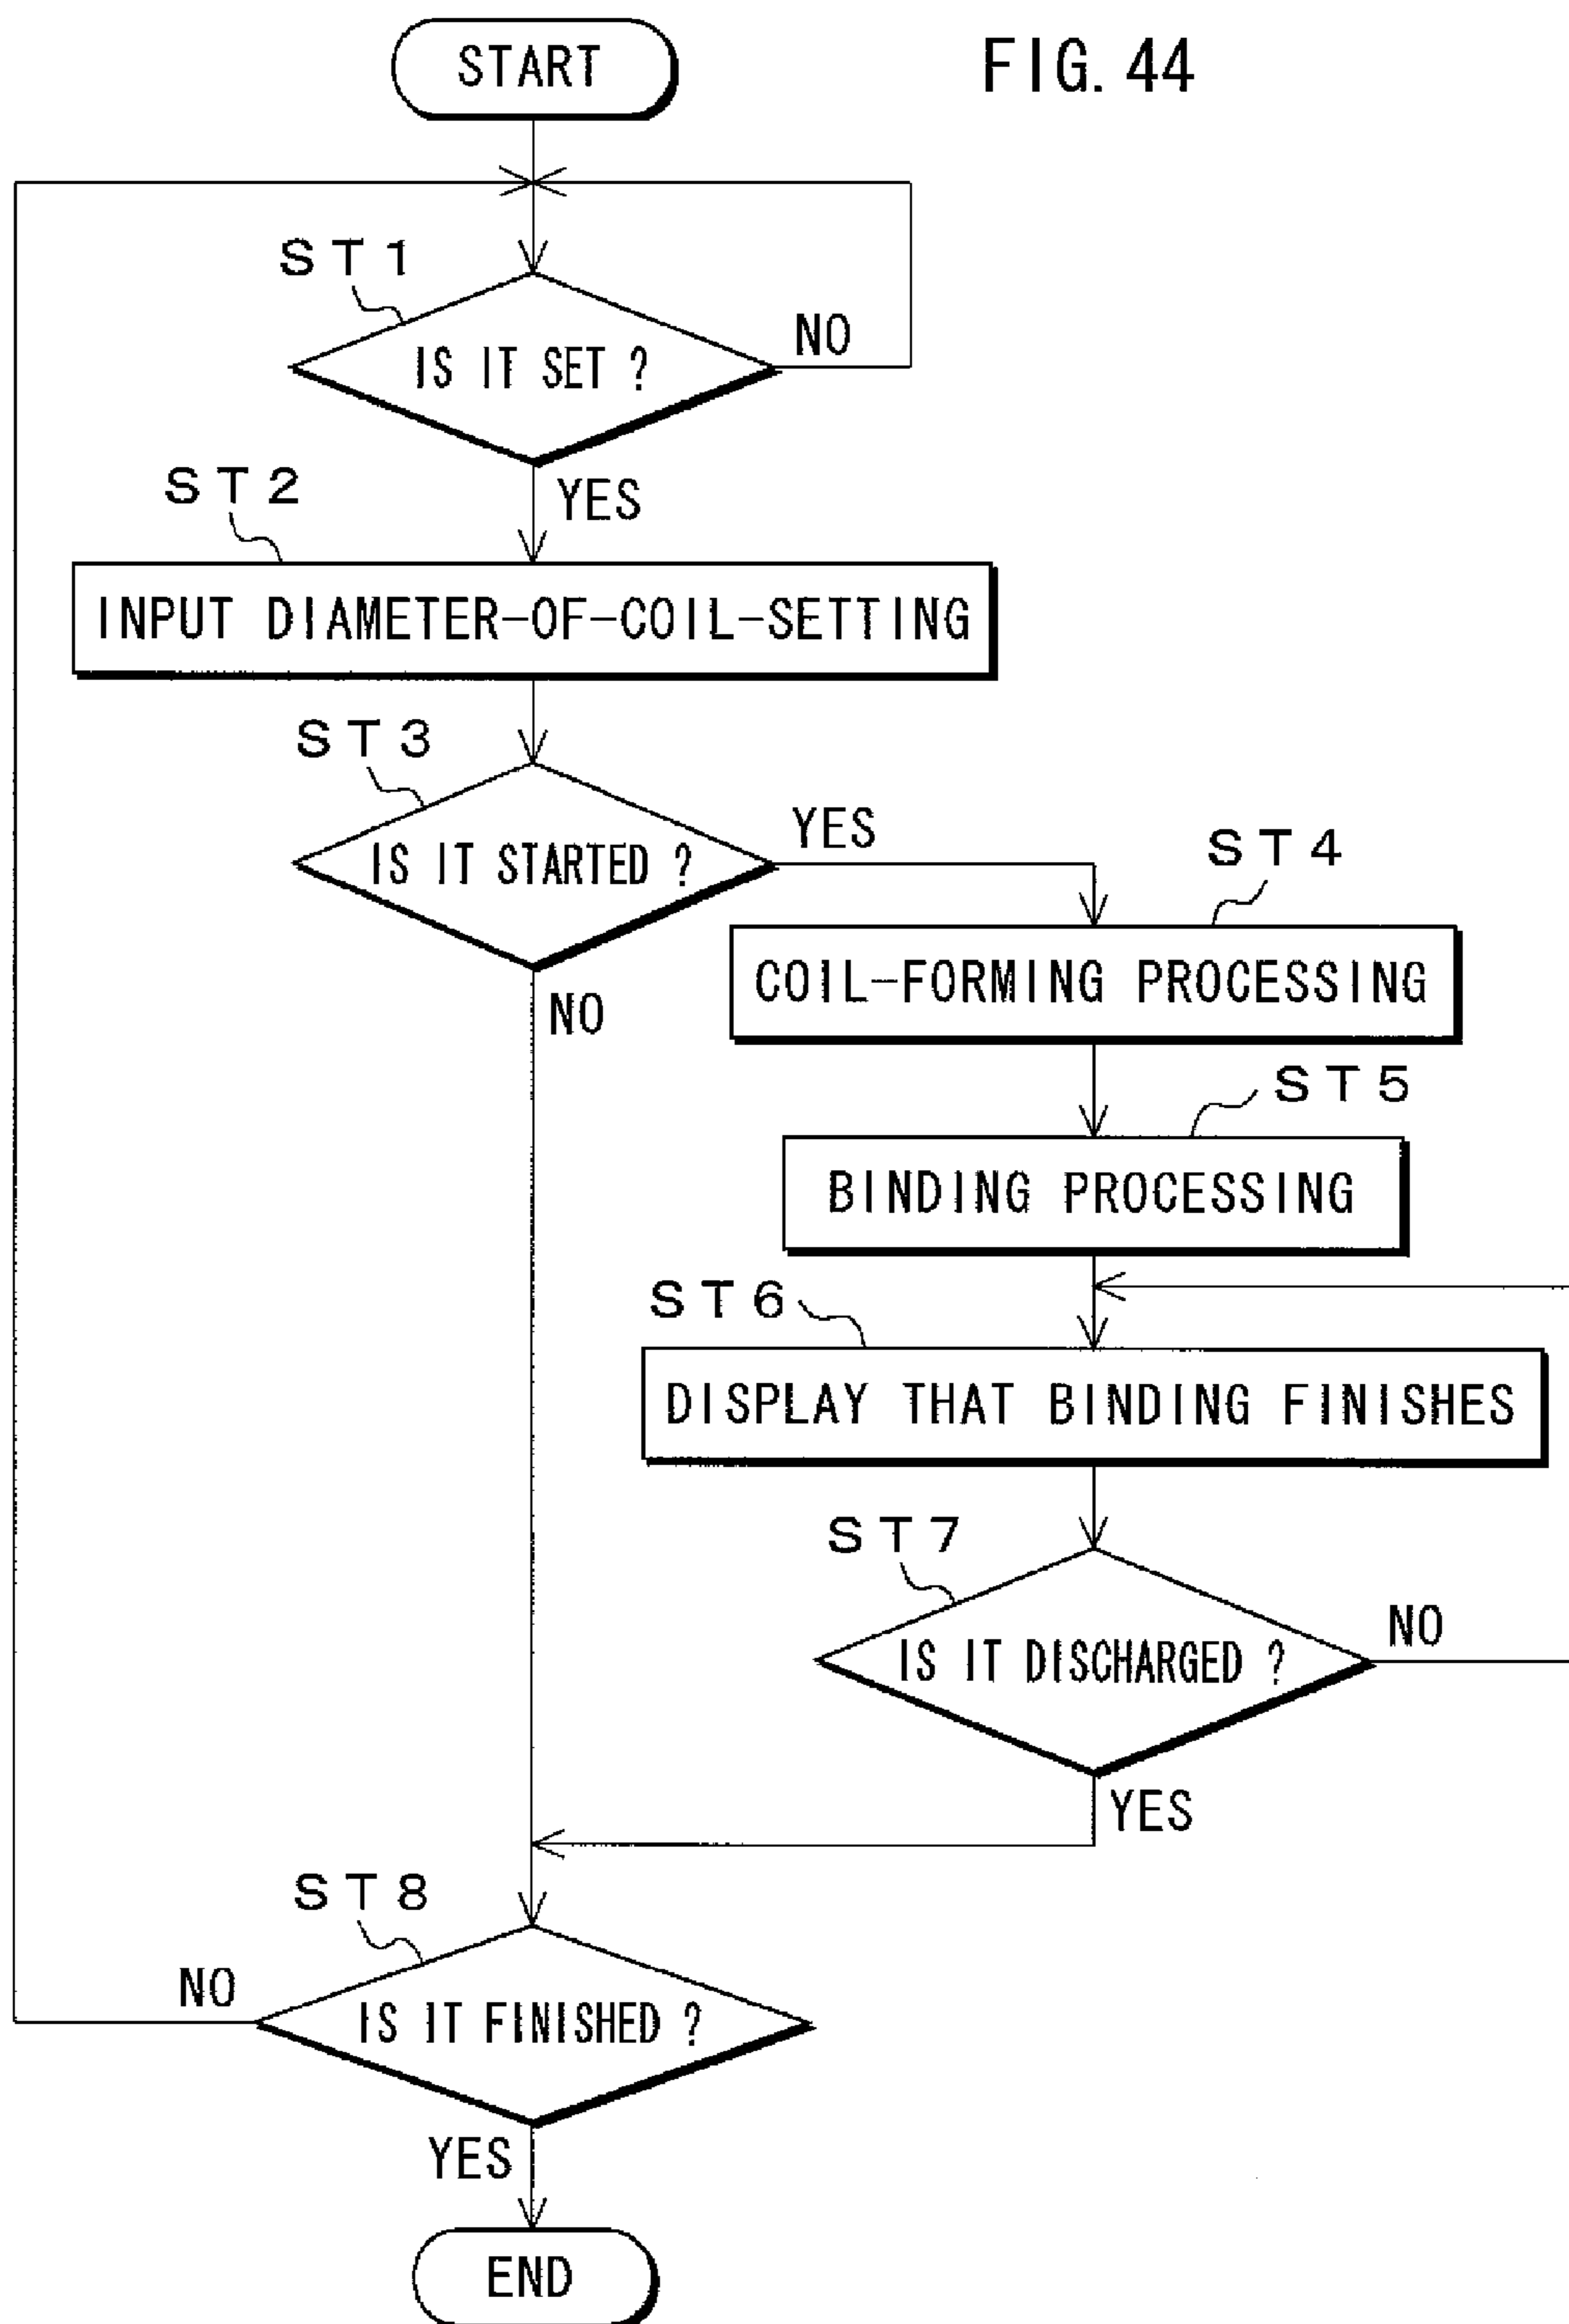 START
FIG. 44
ST1
IS IT SET ?
NO
YES
ST2
INPUT DIAMETER-OF-COIL-SETTING
ST3
IS IT STARTED ?
YES
NO
ST4
COIL-FORMING PROCESSING
ST5
BINDING PROCESSING
ST6
DISPLAY THAT BINDING FINISHES
ST7
IS IT DISCHARGED ?
NO
YES
ST8
NO
IS IT FINISHED ?
YES
END